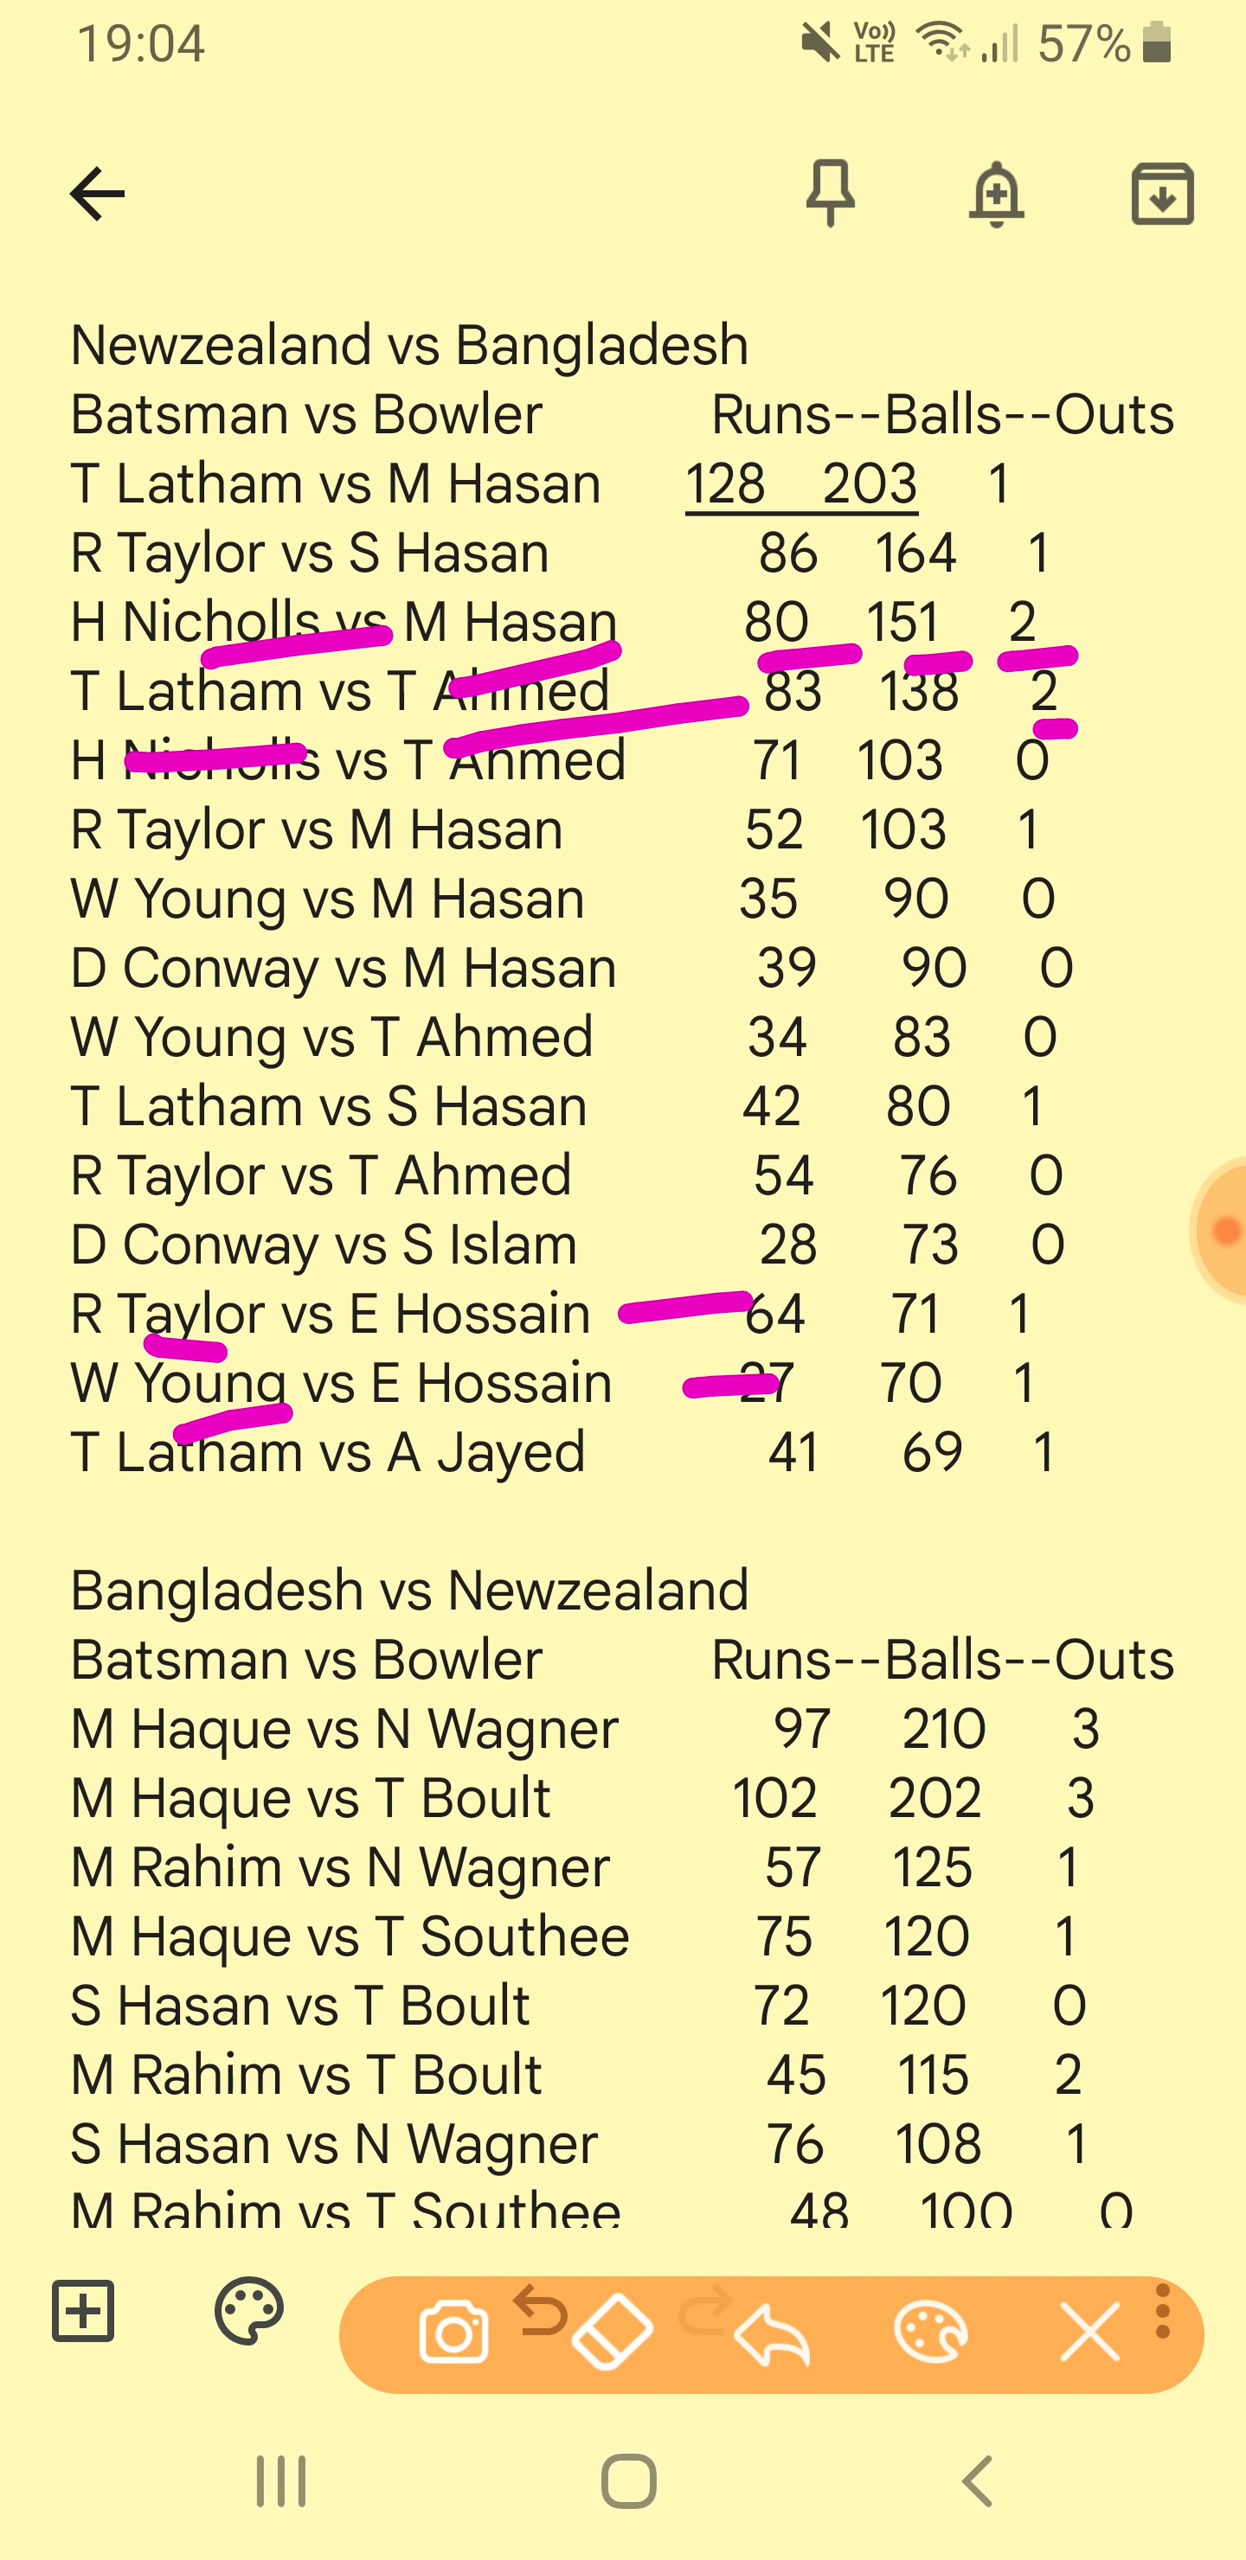 19:04 Vo)) LTE 57%
Newzealand vs Bangladesh
Batsman vs Bowler Runs--Balls--Outs
T Latham vs M Hasan 128 203 1
R Taylor vs S Hasan 86 164 1
H Nicholls vs M Hasan 80 151 2
T Latham vs T Ahmed 83 138 2
H Nicholls vs T Ahmed 71 103 0
R Taylor vs M Hasan 52 103 1
W Young vs M Hasan 35 90 0
D Conway vs M Hasan 39 90 0
W Young vs T Ahmed 34 83 0
T Latham vs S Hasan 42 80 1
R Taylor vs T Ahmed 54 76 0
D Conway vs S Islam 28 73 0
R Taylor vs E Hossain 64 71 1
W Young vs E Hossain 27 70 1
T Latham vs A Jayed 41 69 1
Bangladesh vs Newzealand
Batsman vs Bowler Runs--Balls--Outs
M Haque vs N Wagner 97 210 3
M Haque vs T Boult 102 202 3
M Rahim vs N Wagner 57 125 1
M Haque vs T Southee 75 120 1
S Hasan vs T Boult 72 120 0
M Rahim vs T Boult 45 115 2
S Hasan vs N Wagner 76 108 1
M Rahim vs T Southee 48 100 0